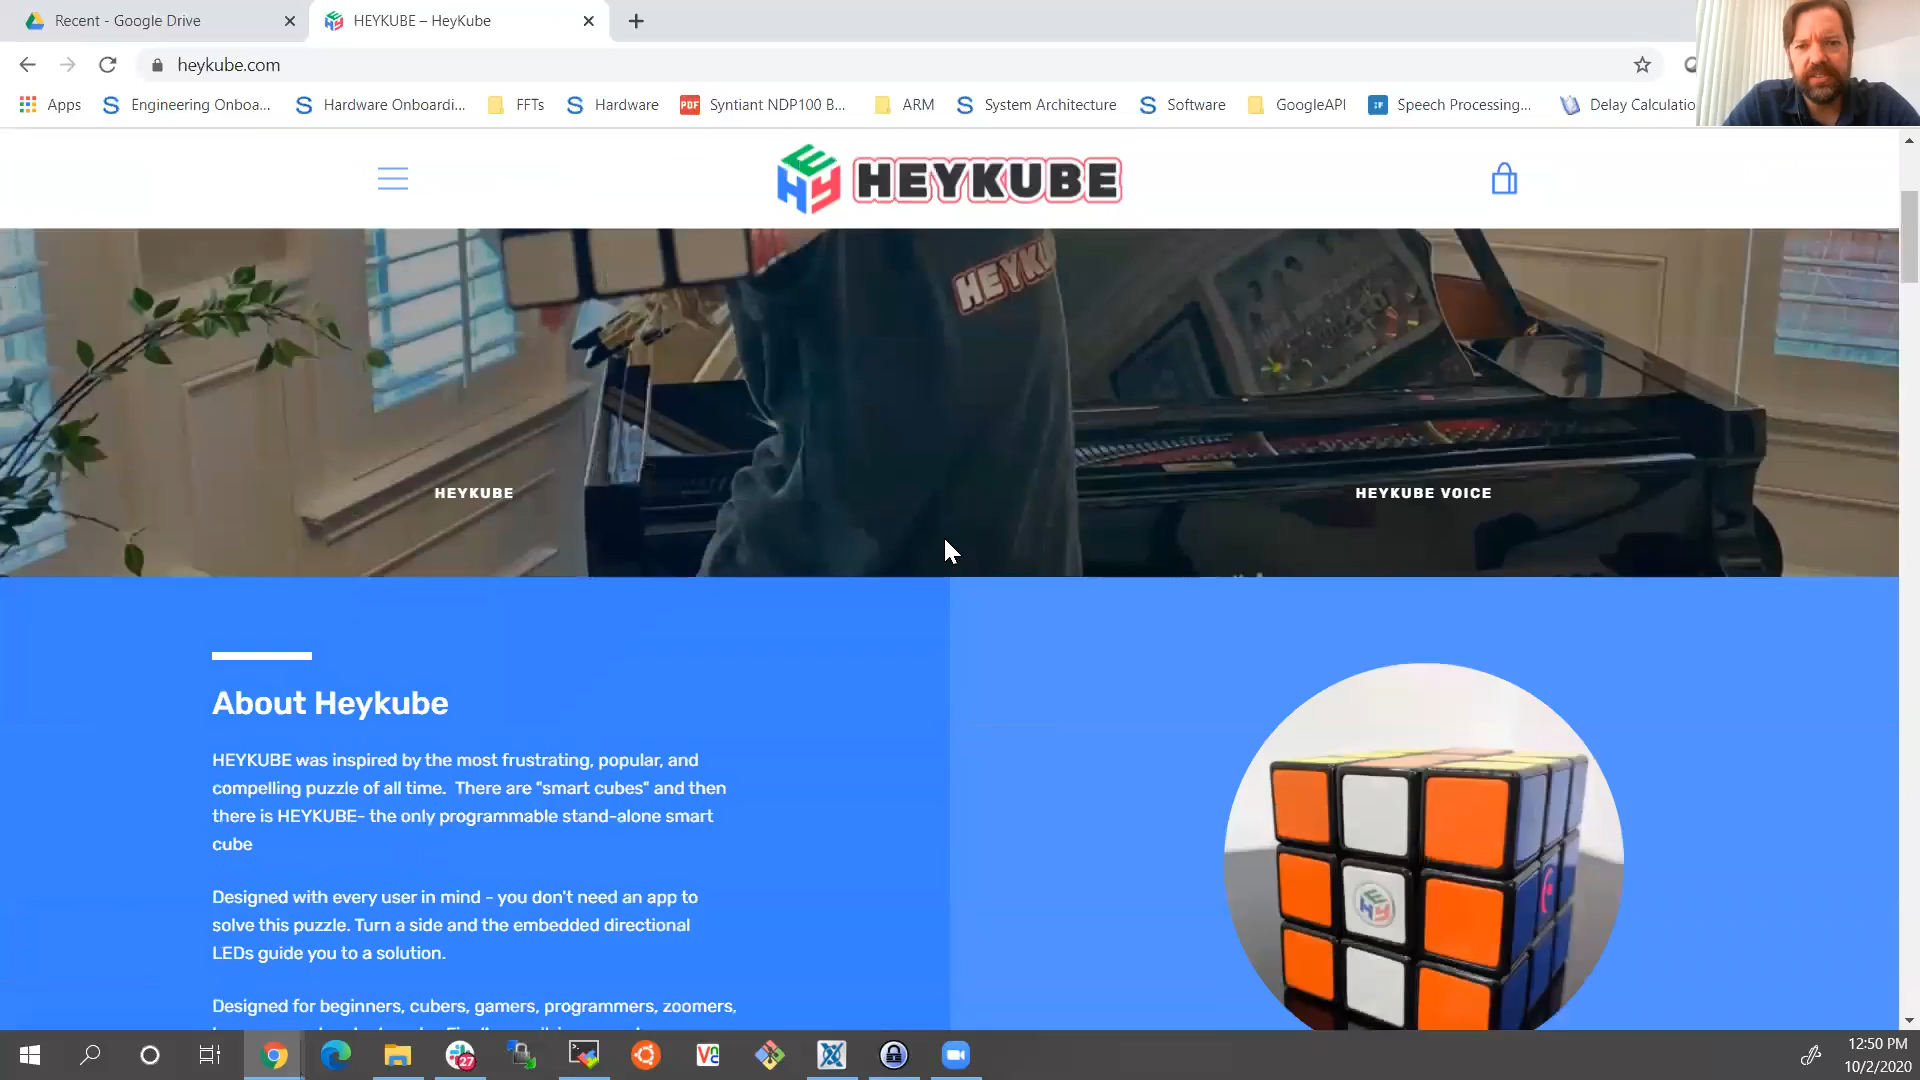 Recent - Google Drive
HEYKUBE – HeyKube
heykube.com
Apps
Engineering Onboa...
Hardware Onboardi...
FFTs
Hardware
PDF
Syntiant NDP100 B...
ARM
System Architecture
Software
GoogleAPI
Speech Processing...
Delay Calculatio
HEY HEYKUBE
HEYKU
HEYKUBE
HEYKUBE VOICE
About Heykube
HEYKUBE was inspired by the most frustrating, popular, and
compelling puzzle of all time. There are "smart cubes" and then
there is HEYKUBE- the only programmable stand-alone smart
cube
Designed with every user in mind - you don't need an app to
solve this puzzle. Turn a side and the embedded directional
LEDs guide you to a solution.
Designed for beginners, cubers, gamers, programmers, zoomers,
HEY
27
12:50 PM
10/2/2020